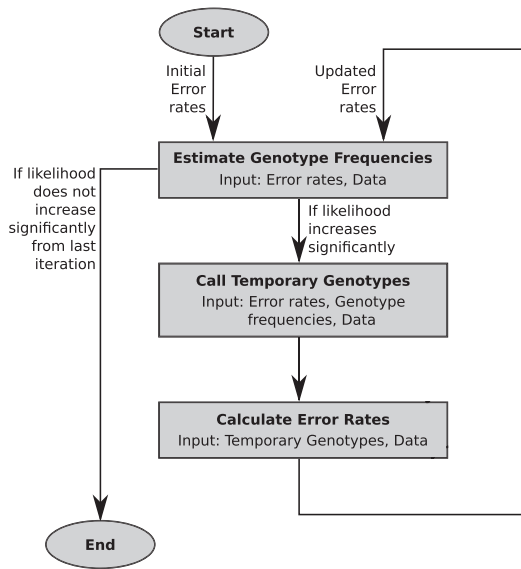 Start
Initial
Error
rates
Updated
Error
rates
Estimate Genotype Frequencies
Input: Error rates, Data
If likelihood
does not
increase
significantly
from last
iteration
If likelihood
increases
significantly
Call Temporary Genotypes
Input: Error rates, Genotype
frequencies, Data
Calculate Error Rates
Input: Temporary Genotypes, Data
End